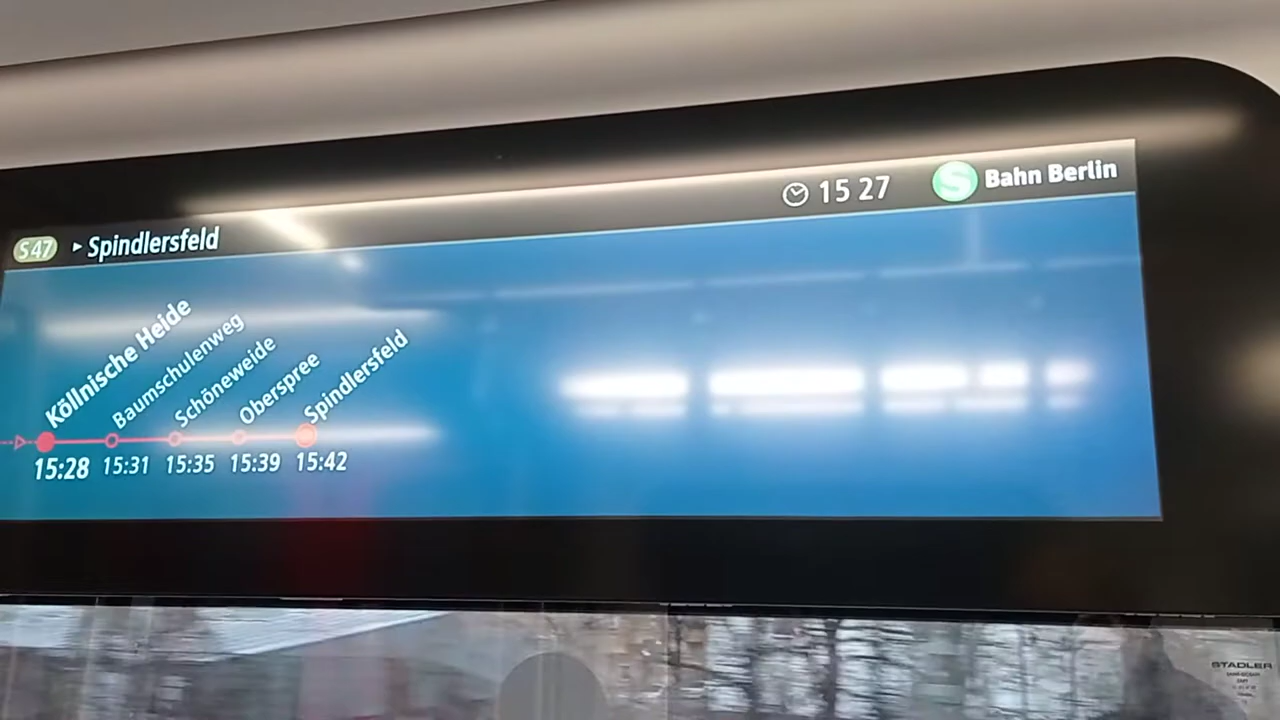 S47 ▸ Spindlersfeld
15 27
S Bahn Berlin
Köllnische Heide
Baumschulenweg
Schöneweide
Oberspree
Spindlersfeld
15:28 15:31 15:35 15:39 15:42
STADLER